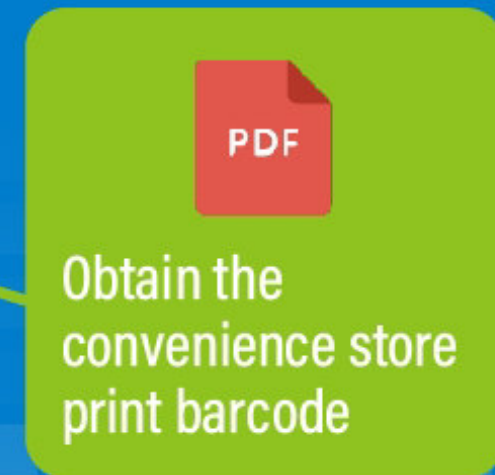 PDF
Obtain the
convenience store
print barcode